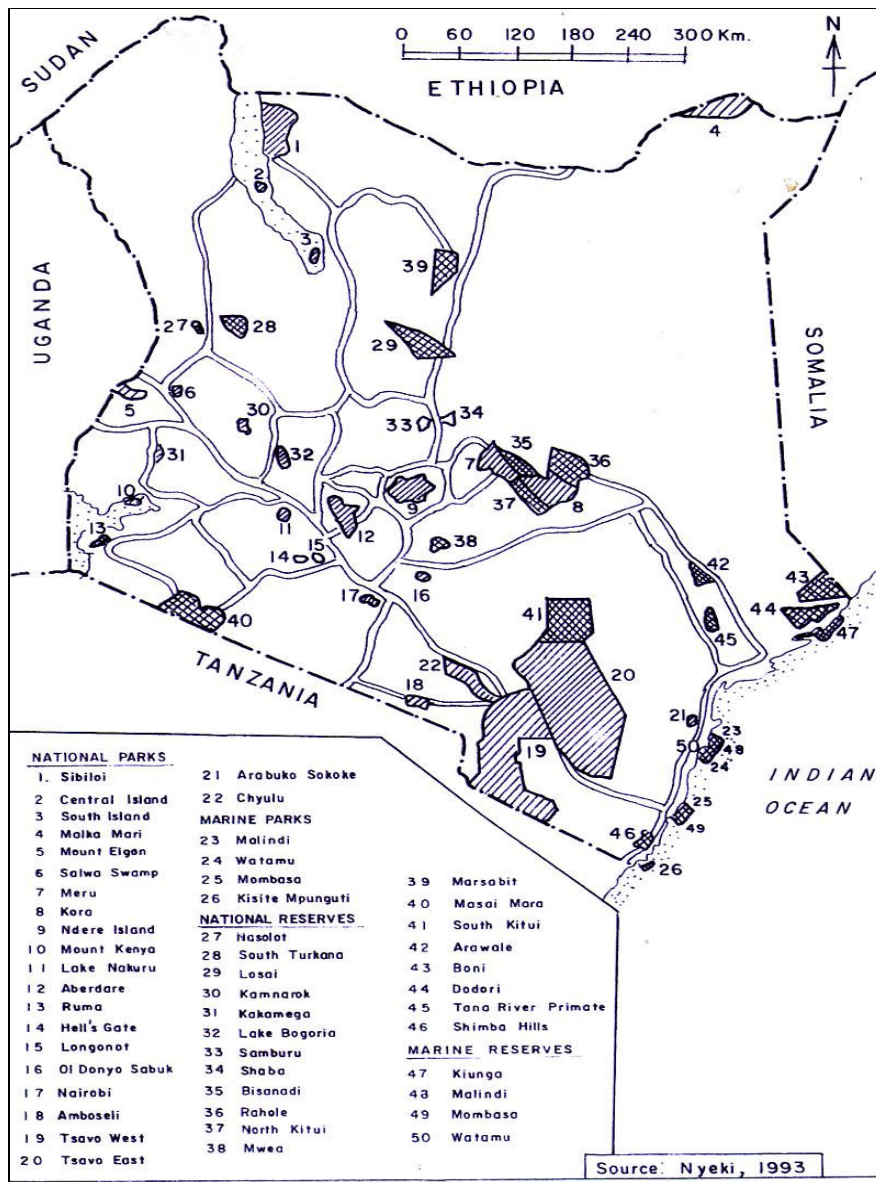 SUDAN
ETHIOPIA
0 60 120 180 240 300 Km.
N
UGANDA
SOMALIA
TANZANIA
INDIAN
OCEAN
1
2
3
4
39
27
28
29
5
6
30
33
34
31
32
7
35
36
9
37
8
10
11
12
38
13
14
15
16
42
43
17
41
44
40
45
47
22
20
18
21
19
50
23
48
24
25
46
49
26
NATIONAL PARKS
1. Sibiloi
2 Central Island
3 South Island
4 Malka Mari
5 Mount Elgon
6 Saiwa Swamp
7 Meru
8 Kora
9 Ndere Island
10 Mount Kenya
11 Lake Nakuru
12 Aberdare
13 Ruma
14 Hell's Gate
15 Longonot
16 Ol Donyo Sabuk
17 Nairobi
18 Amboseli
19 Tsavo West
20 Tsavo East
21 Arabuko Sokoke
22 Chyulu
MARINE PARKS
23 Malindi
24 Watamu
25 Mombasa
26 Kisite Mpunguti
NATIONAL RESERVES
27 Nasolot
28 South Turkana
29 Losai
30 Kamnarok
31 Kakamega
32 Lake Bogoria
33 Samburu
34 Shaba
35 Bisanadi
36 Rahole
37 North Kitui
38 Mwea
39 Marsabit
40 Masai Mara
41 South Kitui
42 Arawale
43 Boni
44 Dodori
45 Tana River Primate
46 Shimba Hills
MARINE RESERVES
47 Kiunga
48 Malindi
49 Mombasa
50 Watamu
Source: Nyeki, 1993